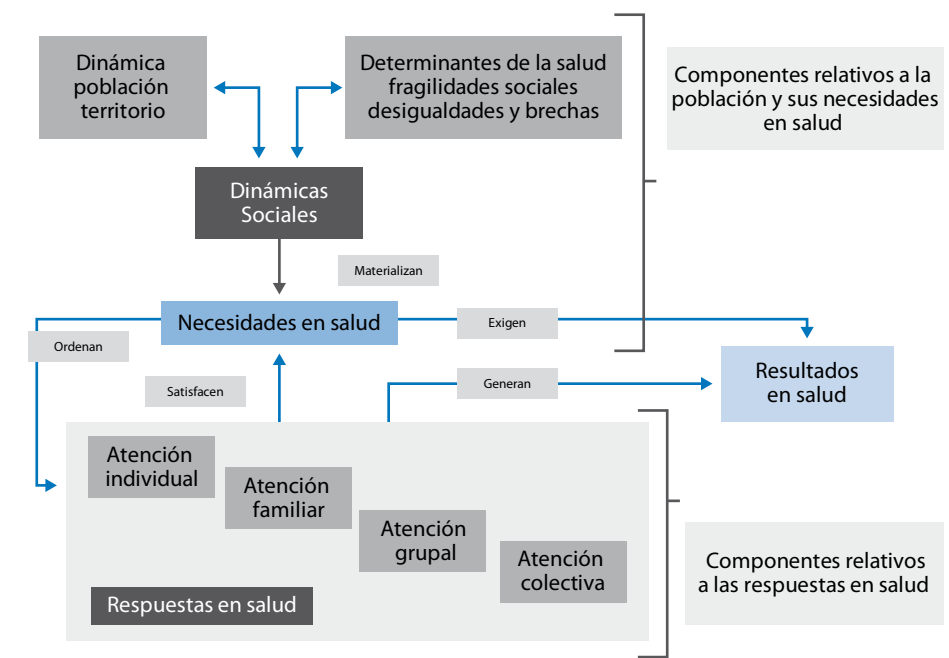 Dinámica
población
territorio
Determinantes de la salud
fragilidades sociales
desigualdades y brechas
Componentes relativos a la
población y sus necesidades
en salud
Dinámicas
Sociales
Materializan
Necesidades en salud
Exigen
Ordenan
Resultados
en salud
Satisfacen
Generan
Atención
individual
Atención
familiar
Atención
grupal
Atención
colectiva
Componentes relativos
a las respuestas en salud
Respuestas en salud